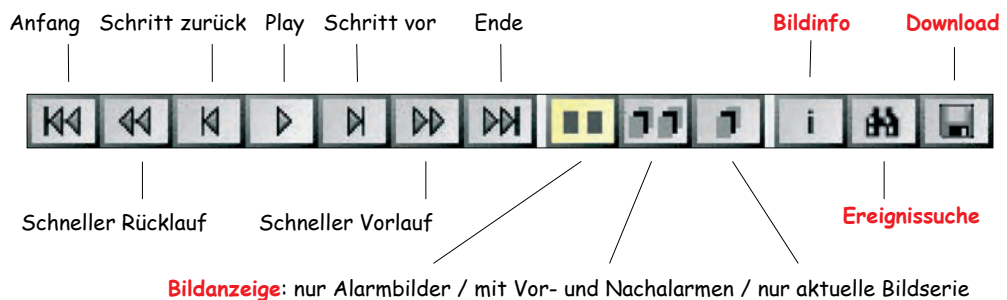 Anfang Schritt zurück Play Schritt vor Ende Bildinfo Download
i
Schneller Rücklauf Schneller Vorlauf Ereignissuche
Bildanzeige: nur Alarmbilder / mit Vor- und Nachalarmen / nur aktuelle Bildserie